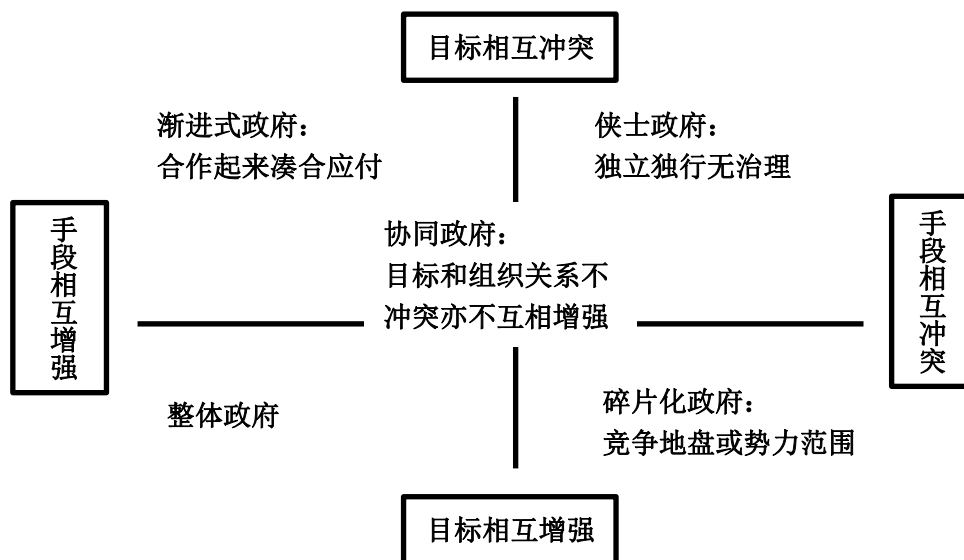 目标相互冲突
渐进式政府：
合作起来凑合应付
侠士政府：
独立独行无治理
手段相互增强
协同政府：
目标和组织关系不
冲突亦不互相增强
手段相互冲突
整体政府
碎片化政府：
竞争地盘或势力范围
目标相互增强